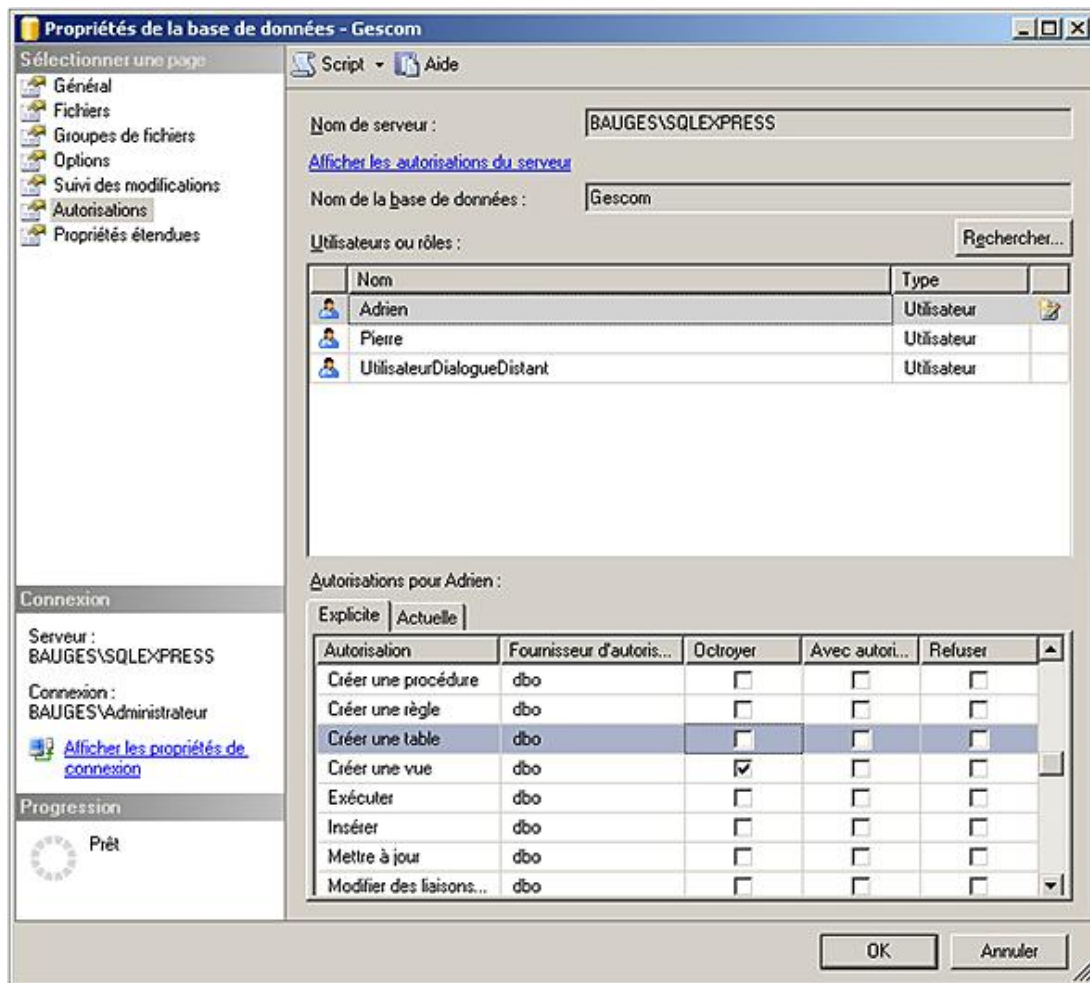 Propriétés de la base de données - Gescom
Sélectionner une page
Général
Fichiers
Groupes de fichiers
Options
Suivi des modifications
Autorisations
Propriétés étendues
Script Aide
Nom de serveur : BAUGES\SQLEXPRESS
Afficher les autorisations du serveur
Nom de la base de données : Gescom
Utilisateurs ou rôles : Rechercher...
Nom Type
Adrien Utilisateur
Pierre Utilisateur
UtilisateurDialogueDistant Utilisateur
Autorisations pour Adrien :
Explicite Actuelle
Autorisation Fournisseur d'autoris... Octroyer Avec autori... Refuser
Créer une procédure dbo
Créer une règle dbo
Créer une table dbo
Créer une vue dbo
Exécuter dbo
Insérer dbo
Mettre à jour dbo
Modifier des liaisons... dbo
Connexion
Serveur :
BAUGES\SQLEXPRESS
Connexion :
BAUGES\Administrateur
Afficher les propriétés de
connexion
Progression
Prêt
OK Annuler